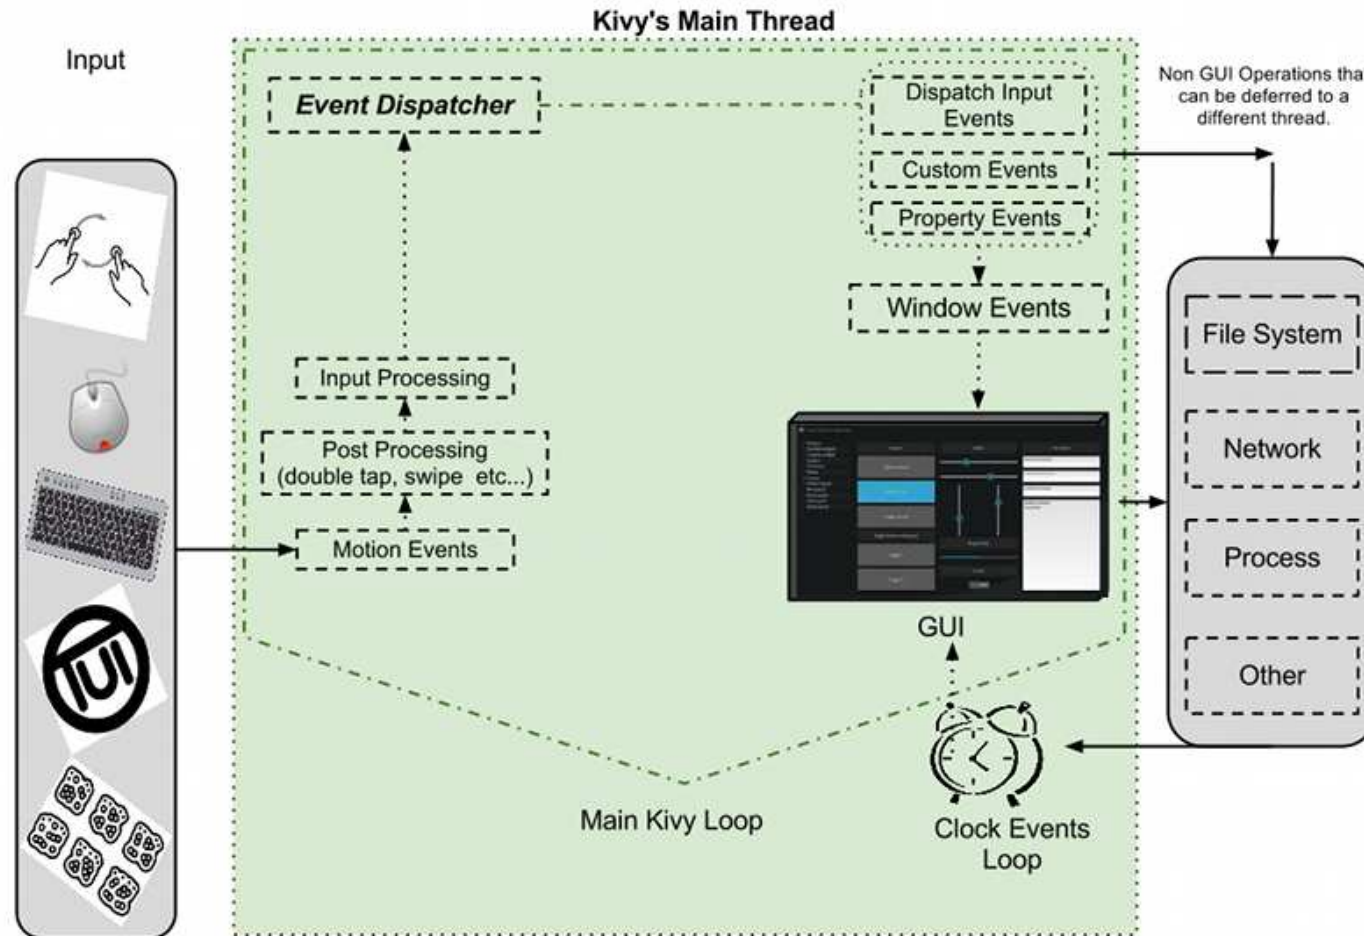 Kivy's Main Thread
Input
Event Dispatcher
Dispatch Input
Events
Custom Events
Property Events
Non GUI Operations tha
can be deferred to a
different thread.
Window Events
File System
Input Processing
Post Processing
(double tap, swipe etc...)
Motion Events
Network
Process
GUI
TUI
Other
Main Kivy Loop
Clock Events
Loop